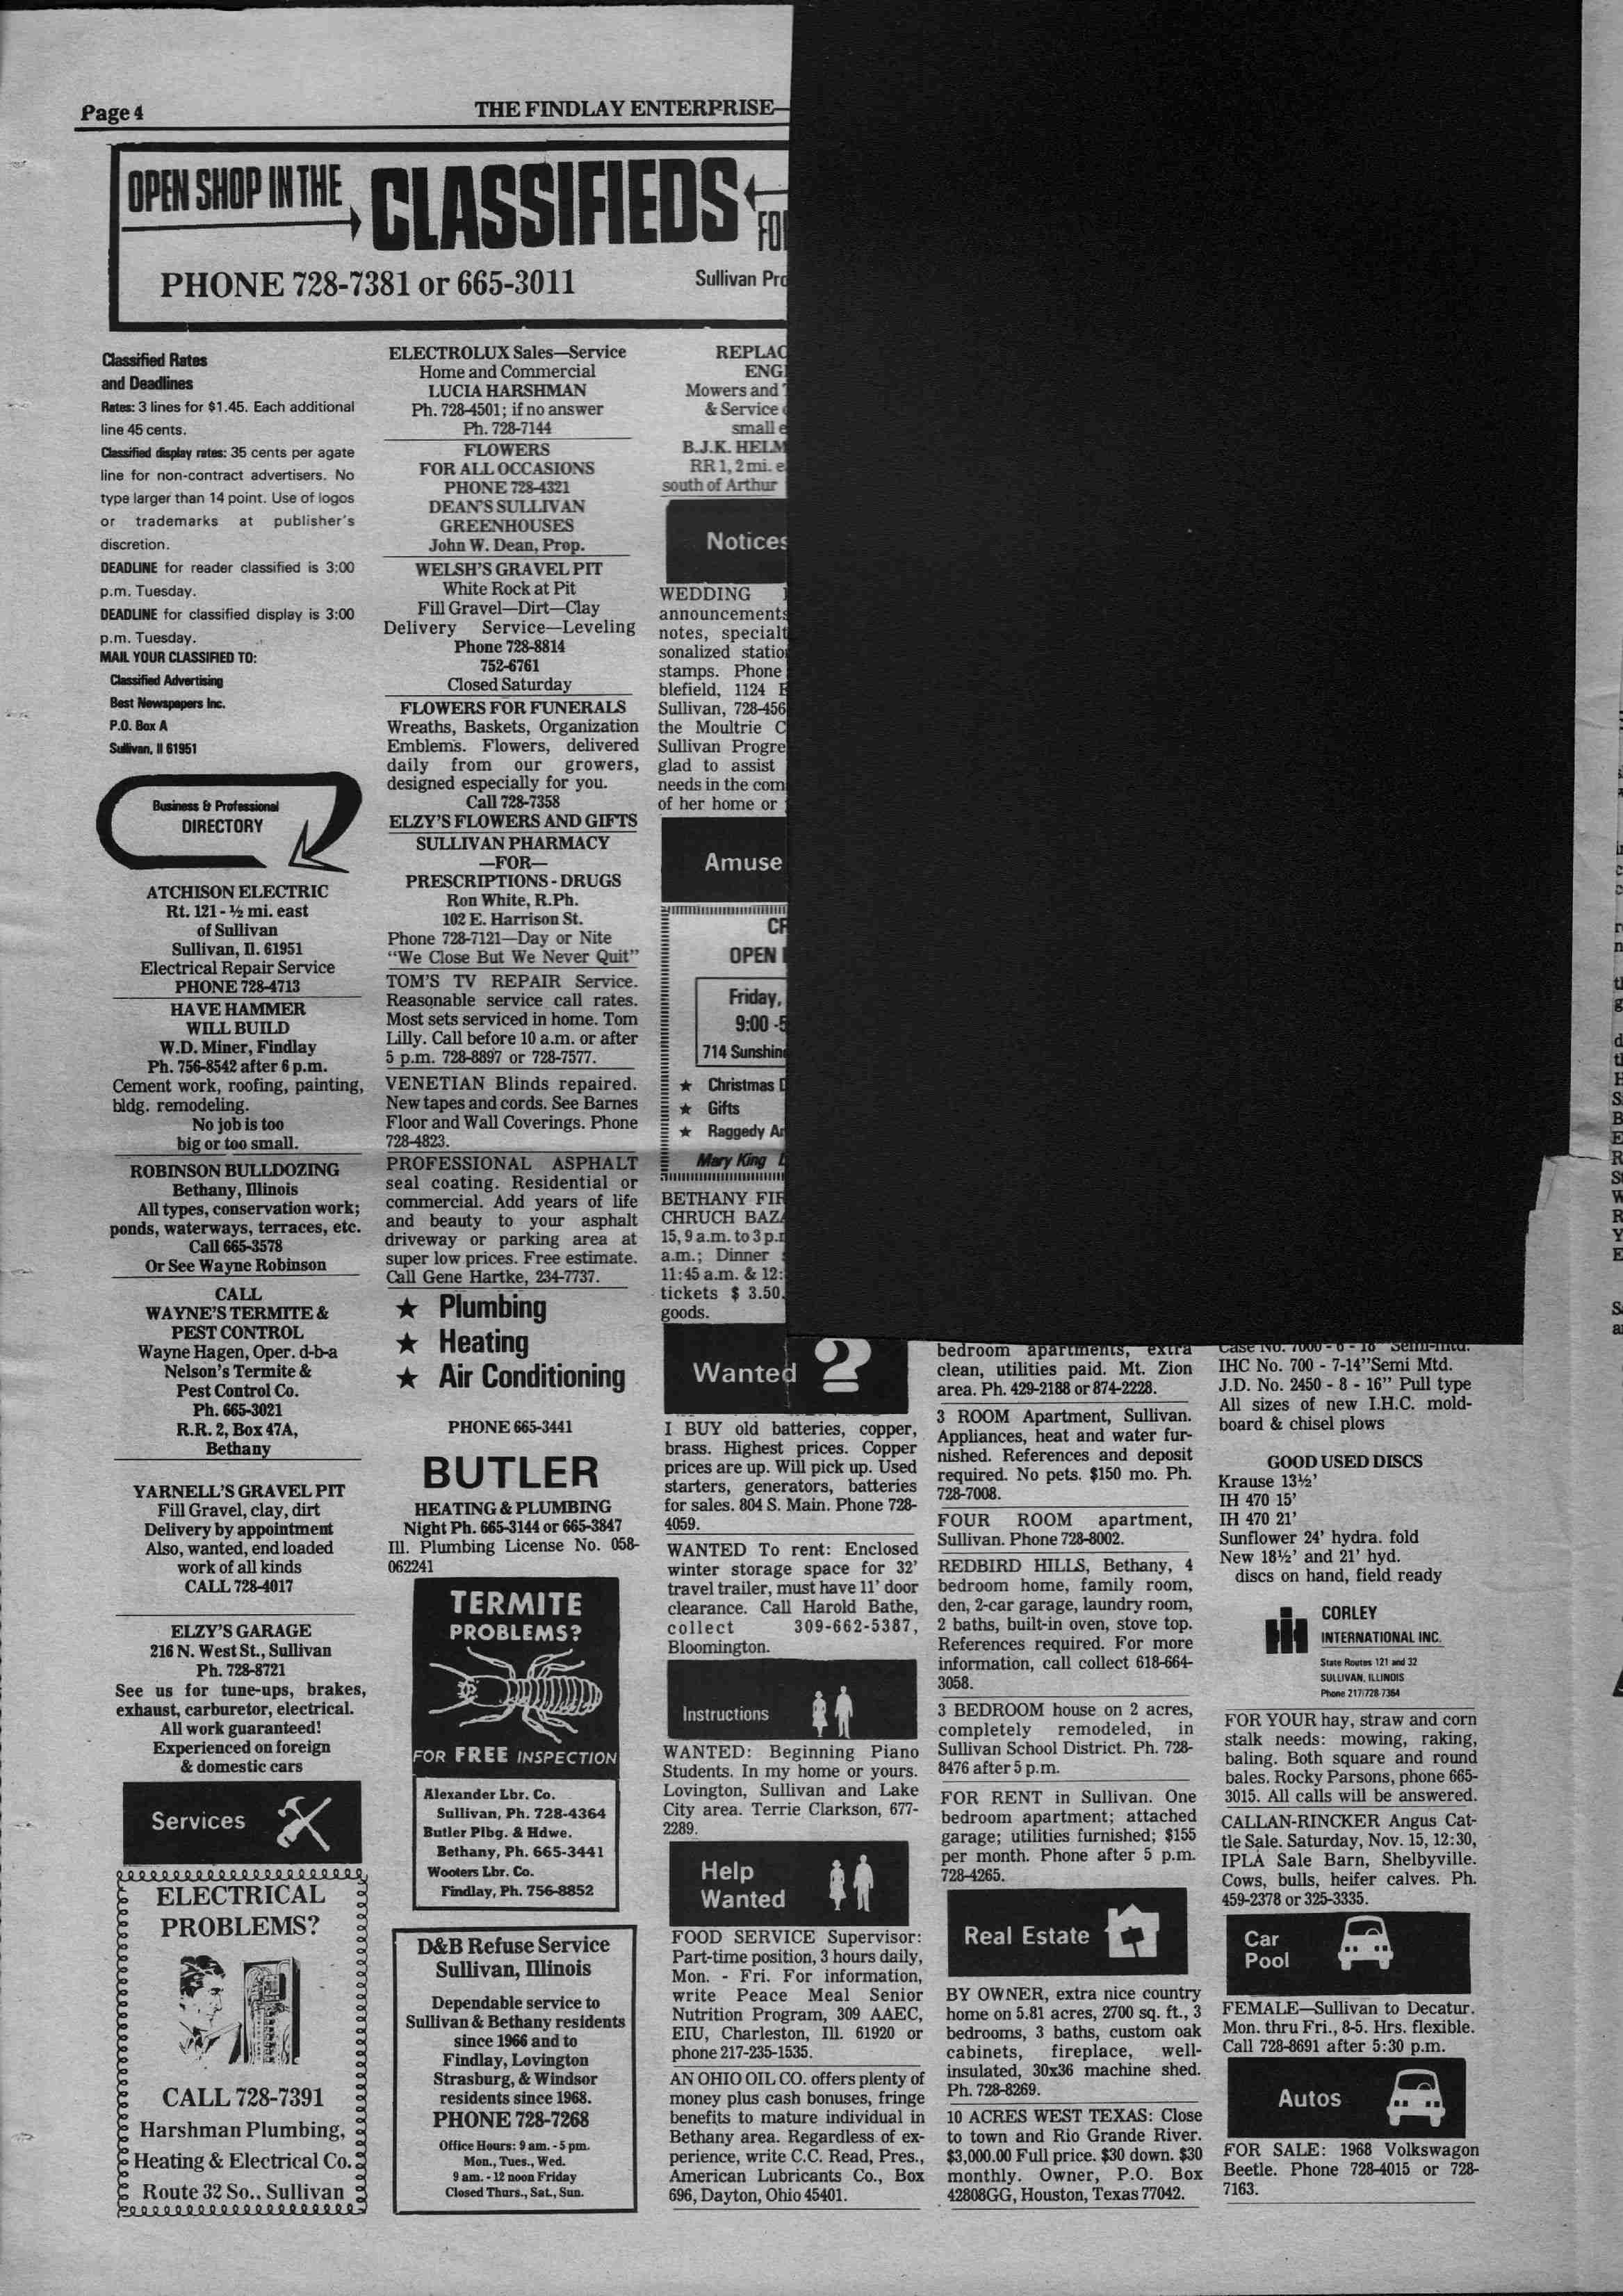 Page 4
THE FINDLAY ENTERPRISE—
OPEN SHOP IN THE
CLASSIFIEDS
PHONE 728-7381 or 665-3011
Sullivan
Classified Rates
and Deadlines
Rates: 3 lines for $1.45. Each additional
line 45 cents.
Classified display rates: 35 cents per agate
line for non-contract advertisers. No
type larger than 14 point. Use of logos
or trademarks at publisher's
discretion.
DEADLINE for reader classified is 3:00
p.m. Tuesday.
DEADLINE for classified display is 3:00
p.m. Tuesday.
MAIL YOUR CLASSIFIED TO:
Classified Advertising
Best Newspapers Inc.
P.O. Box A
Sullivan, Il 61951
Business & Professional
DIRECTORY
ATCHISON ELECTRIC
Rt. 121 - ½ mi. east
of Sullivan
Sullivan, Il. 61951
Electrical Repair Service
PHONE 728-4713
HAVE HAMMER
WILL BUILD
W.D. Miner, Findlay
Ph. 756-8542 after 6 p.m.
Cement work, roofing, painting,
bldg. remodeling.
No job is too
big or too small.
ROBINSON BULLDOZING
Bethany, Illinois
All types, conservation work;
ponds, waterways, terraces, etc.
Call 665-3578
Or See Wayne Robinson
CALL
WAYNE'S TERMITE &
PEST CONTROL
Wayne Hagen, Oper. d-b-a
Nelson's Termite &
Pest Control Co.
Ph. 665-3021
R.R. 2, Box 47A,
Bethany
YARNELL'S GRAVEL PIT
Fill Gravel, clay, dirt
Delivery by appointment
Also, wanted, end loaded
work of all kinds
CALL 728-4017
ELZY'S GARAGE
216 N. West St., Sullivan
Ph. 728-8721
See us for tune-ups, brakes,
exhaust, carburetor, electrical.
All work guaranteed!
Experienced on foreign
& domestic cars
Services
ELECTRICAL
PROBLEMS?
CALL 728-7391
Harshman Plumbing,
Heating & Electrical Co.
Route 32 So.. Sullivan
ELECTROLUX Sales—Service
Home and Commercial
LUCIA HARSHMAN
Ph. 728-4501; if no answer
Ph. 728-7144
FLOWERS
FOR ALL OCCASIONS
PHONE 728-4321
DEAN'S SULLIVAN
GREENHOUSES
John W. Dean, Prop.
WELSH'S GRAVEL PIT
White Rock at Pit
Fill Gravel—Dirt—Clay
Delivery Service—Leveling
Phone 728-8814
752-6761
Closed Saturday
FLOWERS FOR FUNERALS
Wreaths, Baskets, Organization
Emblems. Flowers, delivered
daily from our growers,
designed especially for you.
Call 728-7358
ELZY'S FLOWERS AND GIFTS
SULLIVAN PHARMACY
—FOR—
PRESCRIPTIONS - DRUGS
Ron White, R.Ph.
102 E. Harrison St.
Phone 728-7121—Day or Nite
"We Close But We Never Quit"
TOM'S TV REPAIR Service.
Reasonable service call rates.
Most sets serviced in home. Tom
Lilly. Call before 10 a.m. or after
5 p.m. 728-8897 or 728-7577.
VENETIAN Blinds repaired.
New tapes and cords. See Barnes
Floor and Wall Coverings. Phone
728-4823.
PROFESSIONAL ASPHALT
seal coating. Residential or
commercial. Add years of life
and beauty to your asphalt
driveway or parking area at
super low prices. Free estimate.
Call Gene Hartke, 234-7737.
★ Plumbing
★ Heating
★ Air Conditioning
PHONE 665-3441
BUTLER
HEATING & PLUMBING
Night Ph. 665-3144 or 665-3847
Ill. Plumbing License No. 058-
062241
TERMITE
PROBLEMS?
FOR FREE INSPECTION
Alexander Lbr. Co.
Sullivan, Ph. 728-4364
Butler Plbg. & Hdwe.
Bethany, Ph. 665-3441
Wooters Lbr. Co.
Findlay, Ph. 756-8852
D&B Refuse Service
Sullivan, Illinois
Dependable service to
Sullivan & Bethany residents
since 1966 and to
Findlay, Lovington
Strasburg, & Windsor
residents since 1968.
PHONE 728-7268
Office Hours: 9 am. - 5 pm.
Mon., Tues., Wed.
9 am. - 12 noon Friday
Closed Thurs., Sat., Sun.
REPLAC
ENGI
Mowers and
& Service
small
B.J.K. HELM
RR 1, 2 mi. e
south of Arthur
Notices
WEDDING
announcements
notes, specialt
sonalized statio
stamps. Phone
blefield, 1124 E
Sullivan, 728-456
the Moultrie C
Sullivan Progre
glad to assist
needs in the com
of her home or
Amuse
OPEN
Friday,
9:00 -5
714 Sunshin
★ Christmas
★ Gifts
★ Raggedy
Mary King
BETHANY FIR
CHRUCH BAZA
15, 9 a.m. to 3 p.
a.m.; Dinner
11:45 a.m. & 12:
tickets $ 3.50.
goods.
Wanted ?
I BUY old batteries, copper,
brass. Highest prices. Copper
prices are up. Will pick up. Used
starters, generators, batteries
for sales. 804 S. Main. Phone 728-
4059.
WANTED To rent: Enclosed
winter storage space for 32'
travel trailer, must have 11' door
clearance. Call Harold Bathe,
collect 309-662-5387,
Bloomington.
Instructions
WANTED: Beginning Piano
Students. In my home or yours.
Lovington, Sullivan and Lake
City area. Terrie Clarkson, 677-
2289.
Help
Wanted
FOOD SERVICE Supervisor:
Part-time position, 3 hours daily,
Mon. - Fri. For information,
write Peace Meal Senior
Nutrition Program, 309 AAEC,
EIU, Charleston, Ill. 61920 or
phone 217-235-1535.
AN OHIO OIL CO. offers plenty of
money plus cash bonuses, fringe
benefits to mature individual in
Bethany area. Regardless of ex-
perience, write C.C. Read, Pres.,
American Lubricants Co., Box
696, Dayton, Ohio 45401.
bedroom apartments, extra
clean, utilities paid. Mt. Zion
area. Ph. 429-2188 or 874-2228.
3 ROOM Apartment, Sullivan.
Appliances, heat and water fur-
nished. References and deposit
required. No pets. $150 mo. Ph.
728-7008.
FOUR ROOM apartment,
Sullivan. Phone 728-8002.
REDBIRD HILLS, Bethany, 4
bedroom home, family room,
den, 2-car garage, laundry room,
2 baths, built-in oven, stove top.
References required. For more
information, call collect 618-664-
3058.
3 BEDROOM house on 2 acres,
completely remodeled, in
Sullivan School District. Ph. 728-
8476 after 5 p.m.
FOR RENT in Sullivan. One
bedroom apartment; attached
garage; utilities furnished; $155
per month. Phone after 5 p.m.
728-4265.
Real Estate
BY OWNER, extra nice country
home on 5.81 acres, 2700 sq. ft., 3
bedrooms, 3 baths, custom oak
cabinets, fireplace, well-
insulated, 30x36 machine shed.
Ph. 728-8269.
10 ACRES WEST TEXAS: Close
to town and Rio Grande River.
$3,000.00 Full price. $30 down. $30
monthly. Owner, P.O. Box
42808GG, Houston, Texas 77042.
Case No. 7000 - 6 - 18" Semi-mtd.
IHC No. 700 - 7-14"Semi Mtd.
J.D. No. 2450 - 8 - 16" Pull type
All sizes of new I.H.C. mold-
board & chisel plows
GOOD USED DISCS
Krause 13½'
IH 470 15'
IH 470 21'
Sunflower 24' hydra. fold
New 18½' and 21' hyd.
discs on hand, field ready
CORLEY
INTERNATIONAL INC.
State Routes 121 and 32
SULLIVAN, ILLINOIS
Phone 217/728-7364
FOR YOUR hay, straw and corn
stalk needs: mowing, raking,
baling. Both square and round
bales. Rocky Parsons, phone 665-
3015. All calls will be answered.
CALLAN-RINCKER Angus Cat-
tle Sale. Saturday, Nov. 15, 12:30,
IPLA Sale Barn, Shelbyville.
Cows, bulls, heifer calves. Ph.
459-2378 or 325-3335.
Car
Pool
FEMALE—Sullivan to Decatur.
Mon. thru Fri., 8-5. Hrs. flexible.
Call 728-8691 after 5:30 p.m.
Autos
FOR SALE: 1968 Volkswagon
Beetle. Phone 728-4015 or 728-
7163.